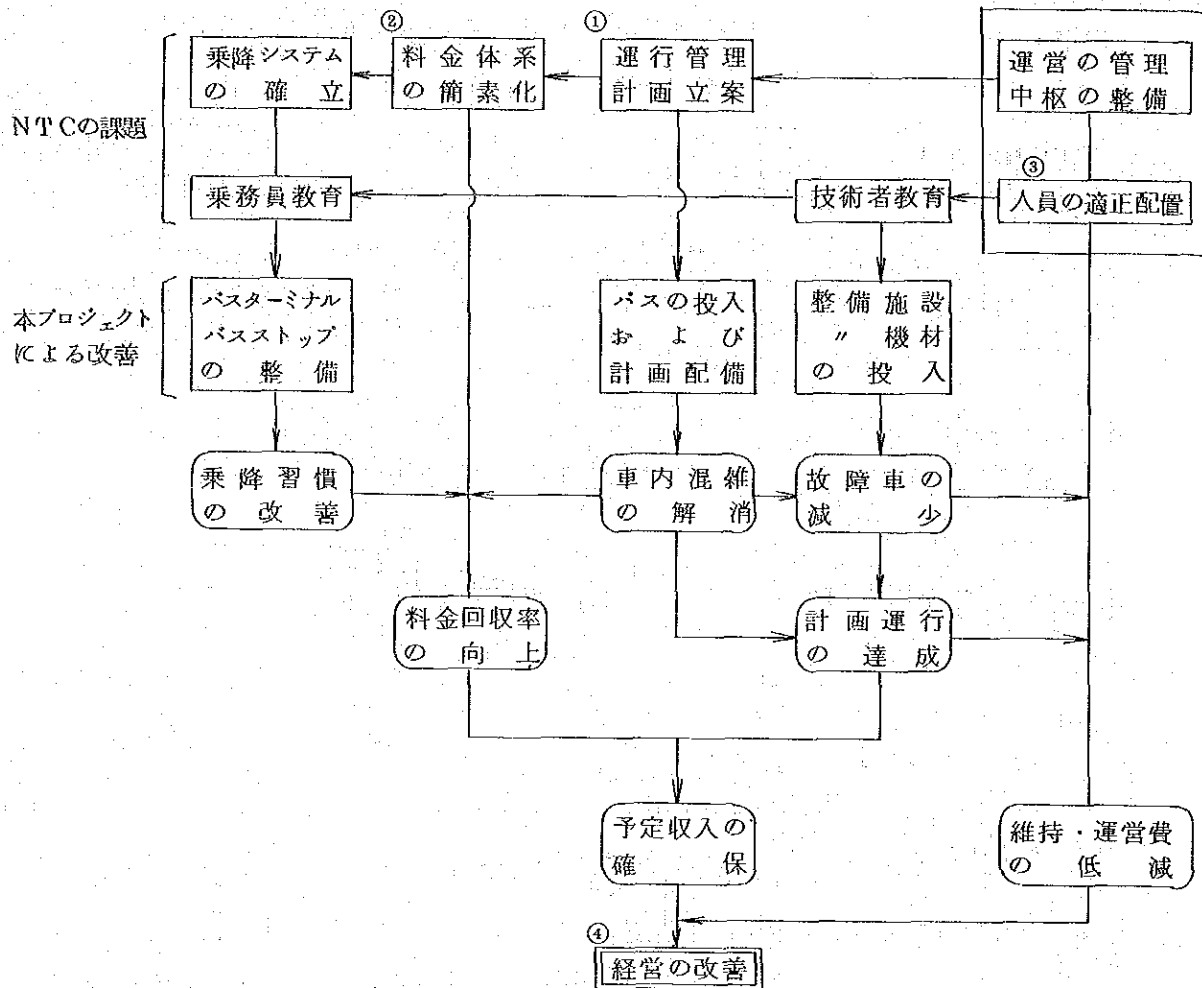 ②
①
乗降システム
の確立
料金体系
の簡素化
運行管理
計画立案
運営の管理
中枢の整備
NTCの課題
③
乗務員教育
技術者教育
人員の適正配置
本プロジェクト
による改善
バスターミナル
バスストップ
の整備
バスの投入
および
計画配備
整備施設
〃機材
の投入
乗降習慣
の改善
車内混雑
の解消
故障車の
減少
料金回収率
の向上
計画運行
の達成
予定収入の
確保
維持・運営費
の低減
④
経営の改善